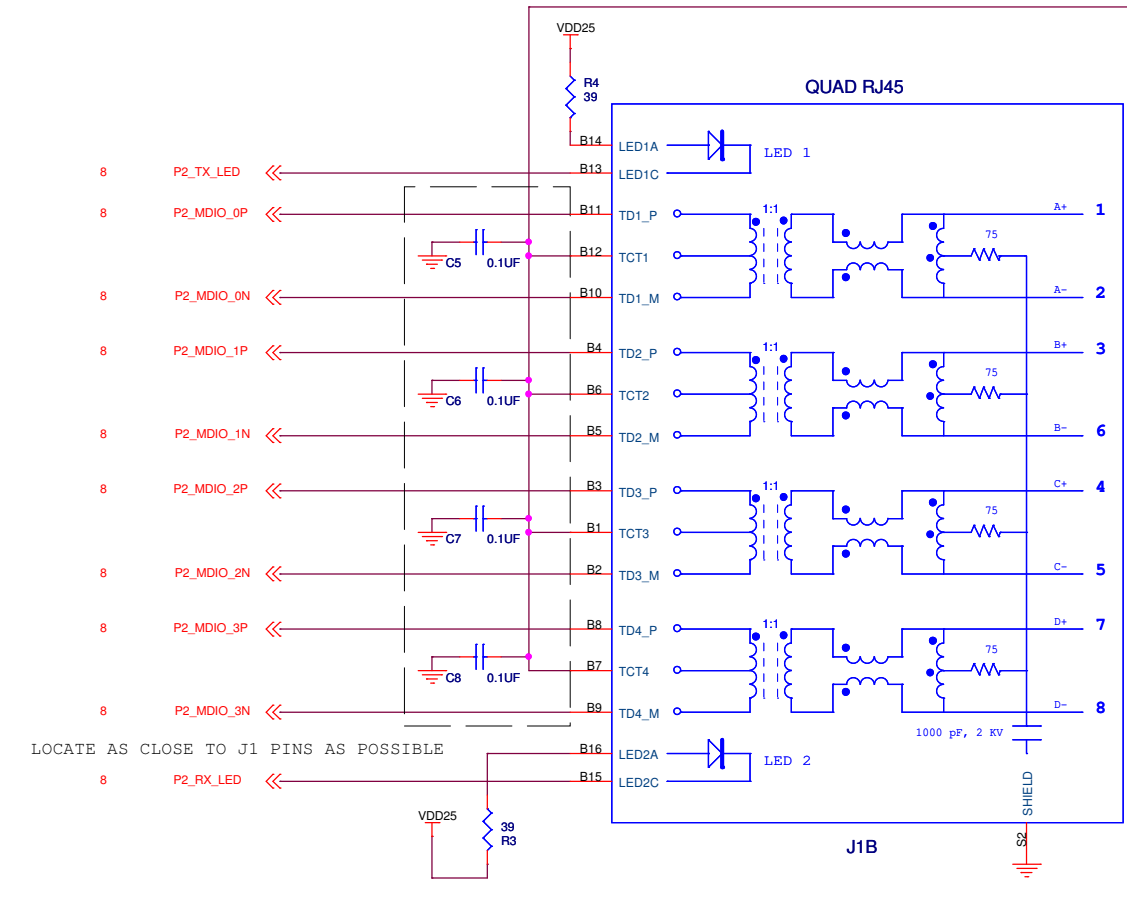 VDD25
R4
39
QUAD RJ45
B14 LED1A LED 1
8 P2_TX_LED B13 LED1C
8 P2_MDIO_0P B11 TD1_P 1:1 A+ 1
75
C5 0.1UF B12 TCT1
8 P2_MDIO_0N B10 TD1_M A- 2
8 P2_MDIO_1P B4 TD2_P 1:1 B+ 3
75
C6 0.1UF B6 TCT2
8 P2_MDIO_1N B5 TD2_M B- 6
8 P2_MDIO_2P B3 TD3_P 1:1 C+ 4
75
C7 0.1UF B1 TCT3
8 P2_MDIO_2N B2 TD3_M C- 5
8 P2_MDIO_3P B8 TD4_P 1:1 D+ 7
75
C8 0.1UF B7 TCT4
8 P2_MDIO_3N B9 TD4_M D- 8
1000 pF, 2 KV
LOCATE AS CLOSE TO J1 PINS AS POSSIBLE
B16 LED2A LED 2
8 P2_RX_LED B15 LED2C
SHIELD
VDD25
39
R3
S2
J1B